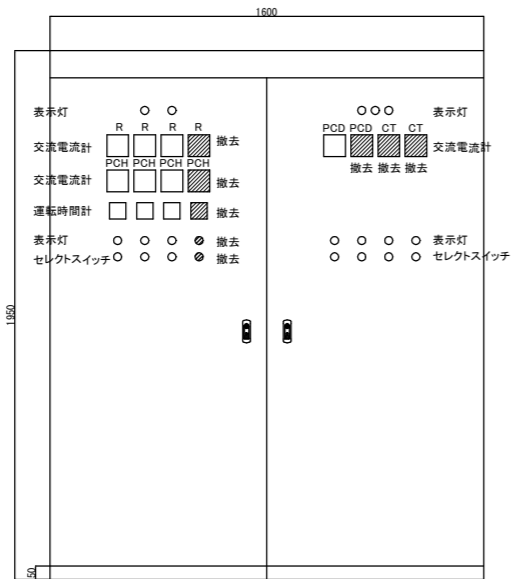 1600
表示灯
表示灯
R R R R
PCD PCD CT CT
交流電流計
撤去
交流電流計
PCH PCH PCH PCH
撤去 撤去 撤去
交流電流計
撤去
運転時間計
撤去
表示灯
撤去
表示灯
セレクトスイッチ
撤去
セレクトスイッチ
1950
50